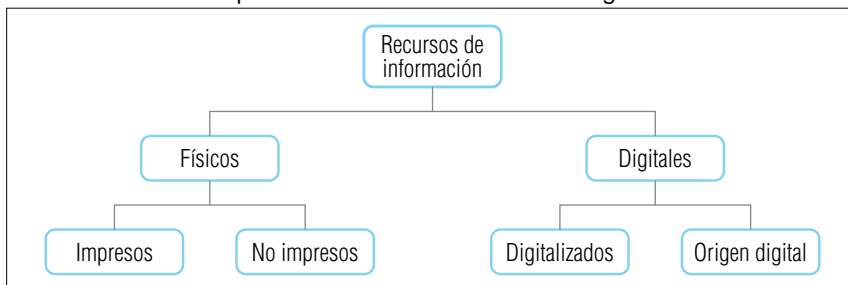 Recursos de
información
Físicos
Digitales
Impresos
No impresos
Digitalizados
Origen digital